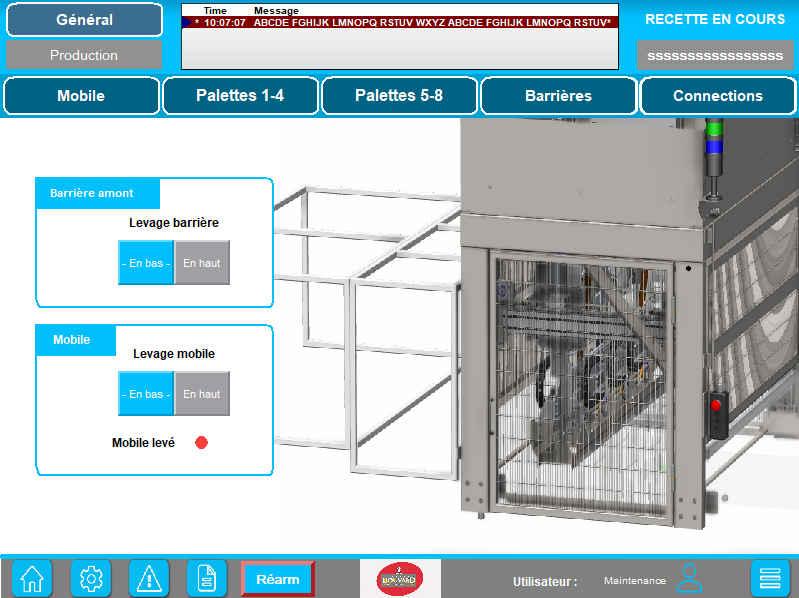 Général
Production
Time Message
* 10:07:07 ABCDE FGHIJK LMNOPQ RSTUV WXYZ ABCDE FGHIJK LMNOPQ RSTUV*
RECETTE EN COURS
sssssssssssssssss
Mobile
Palettes 1-4
Palettes 5-8
Barrières
Connections
Barrière amont
Levage barrière
- En bas -
En haut
Mobile
Levage mobile
- En bas -
En haut
Mobile levé
Réarm
BOUVARD
Utilisateur :
Maintenance